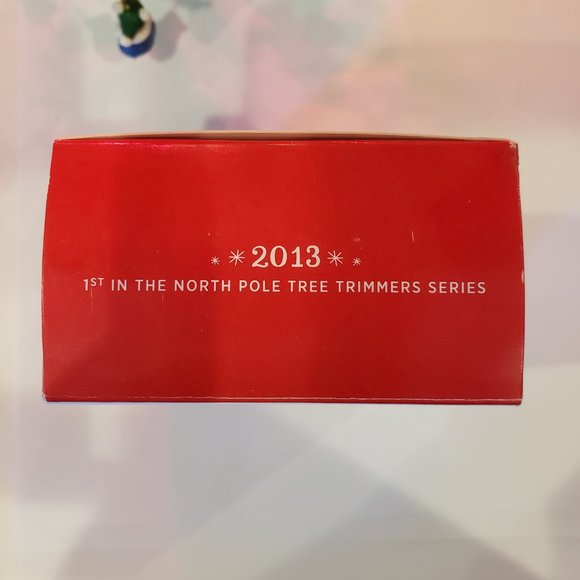 2013
1ST IN THE NORTH POLE TREE TRIMMERS SERIES